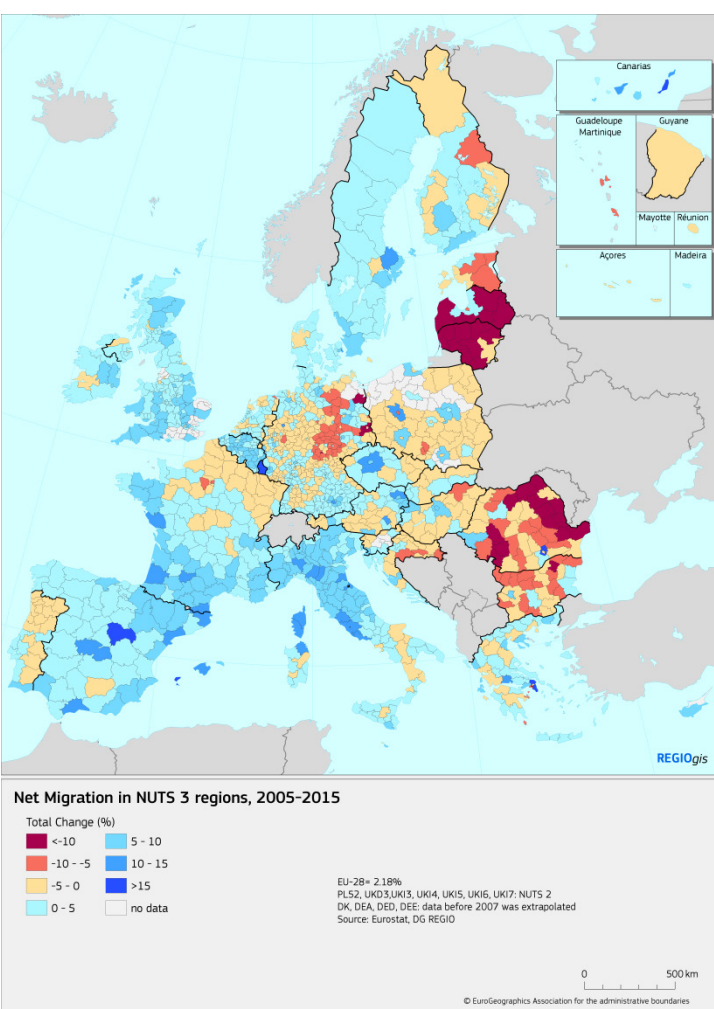 Canarias
Guadeloupe
Martinique
Guyane
Mayotte
Réunion
Açores
Madeira
REGIOgis
Net Migration in NUTS 3 regions, 2005-2015
Total Change (%)
<-10
-10 - -5
-5 - 0
0 - 5
5 - 10
10 - 15
>15
no data
EU-28= 2.18%
PL52, UKD3,UKI3, UKI4, UKI5, UKI6, UKI7: NUTS 2
DK, DEA, DED, DEE: data before 2007 was extrapolated
Source: Eurostat, DG REGIO
0 500 km
© EuroGeographics Association for the administrative boundaries